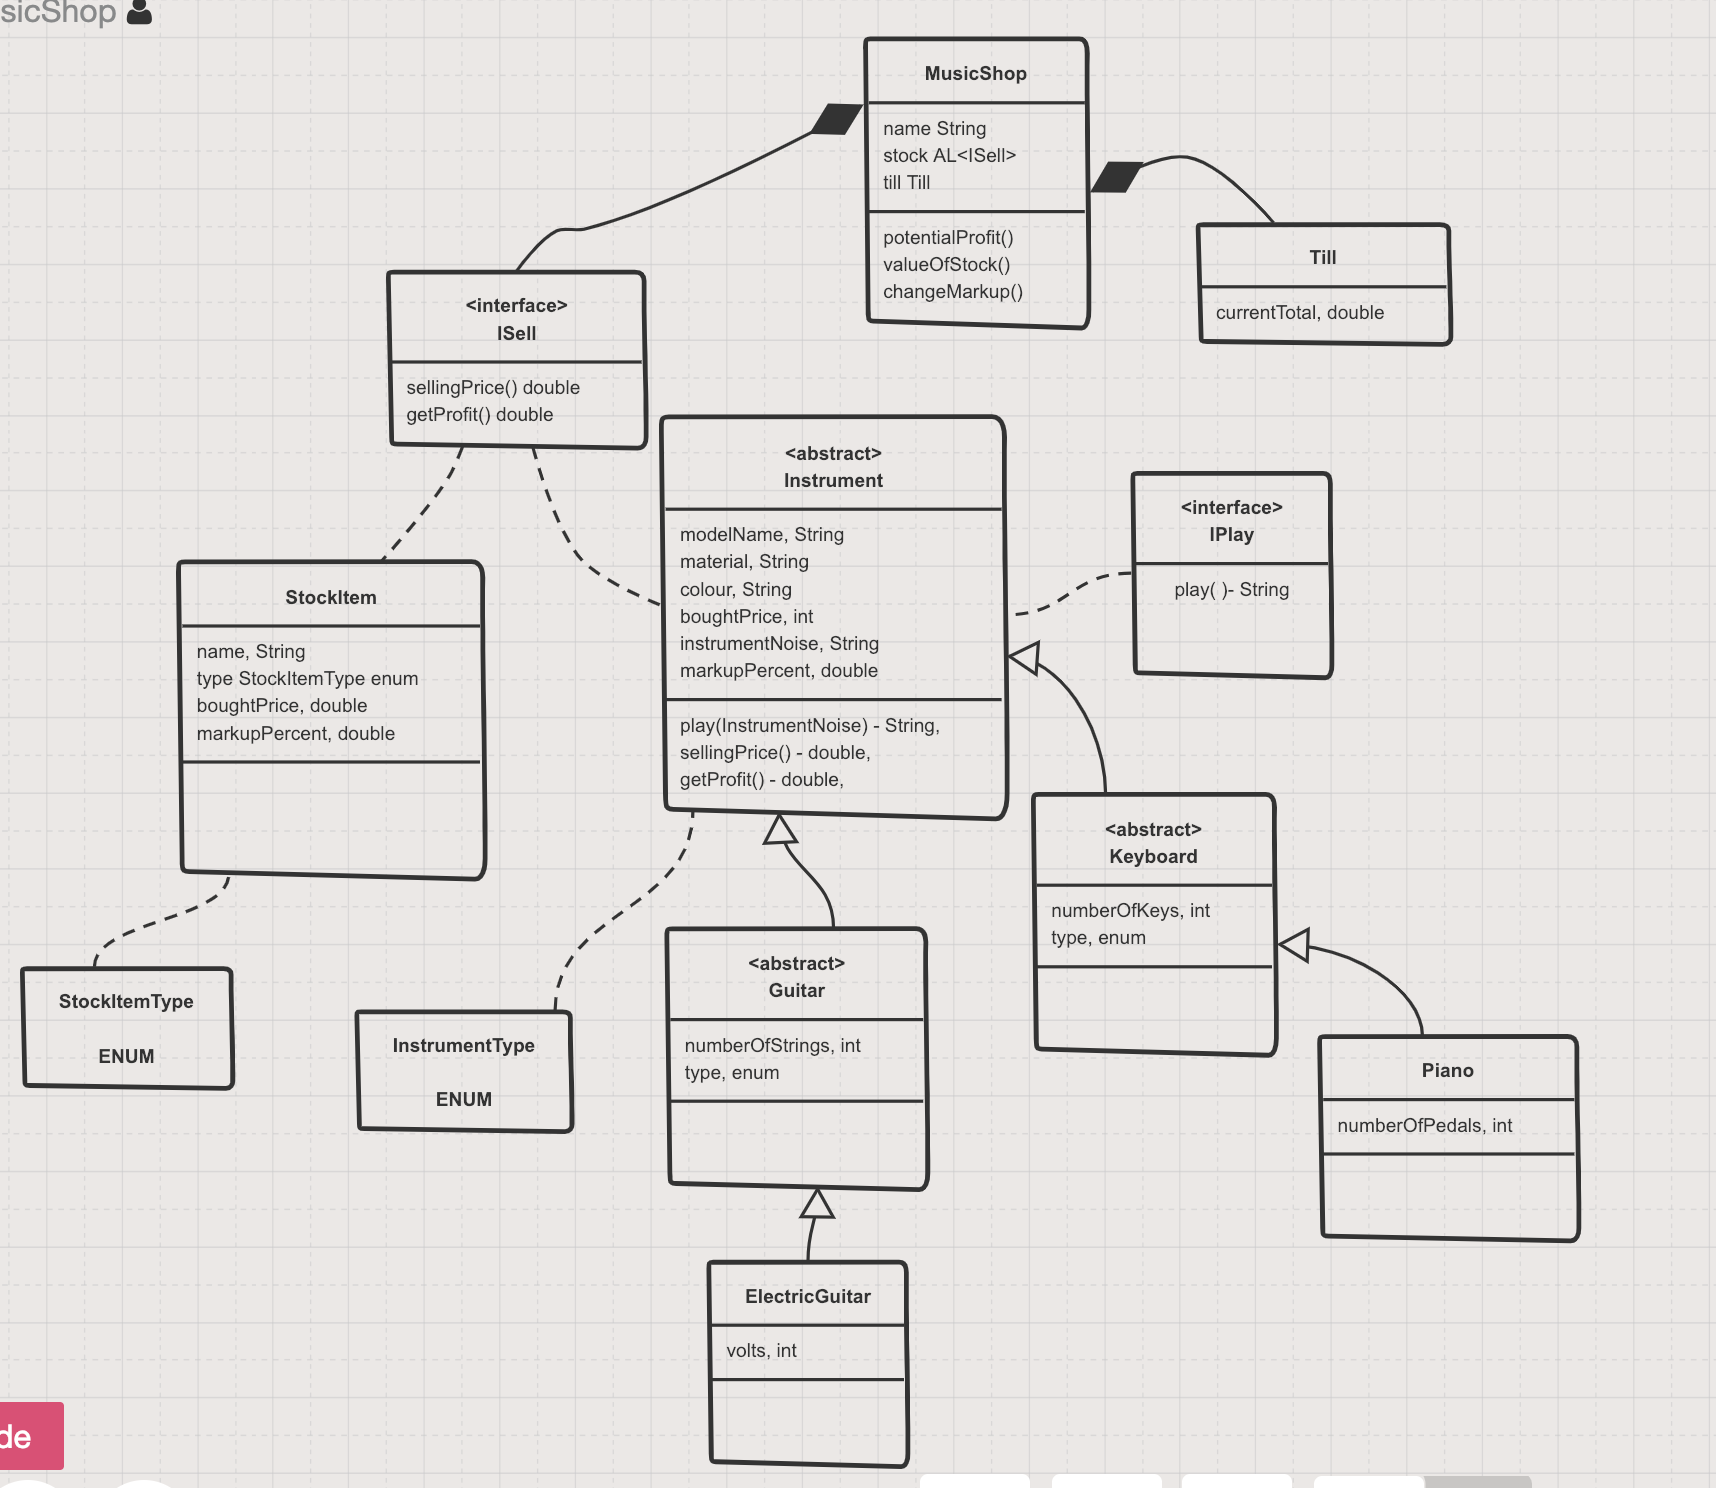 sicShop
MusicShop
name String
stock AL<ISell>
till Till
potentialProfit()
valueOfStock()
changeMarkup()
Till
currentTotal, double
<interface>
ISell
sellingPrice() double
getProfit() double
<abstract>
Instrument
modelName, String
material, String
colour, String
boughtPrice, int
instrumentNoise, String
markupPercent, double
play(InstrumentNoise) - String,
sellingPrice() - double,
getProfit() - double,
<interface>
IPlay
play( )- String
StockItem
name, String
type StockItemType enum
boughtPrice, double
markupPercent, double
<abstract>
Keyboard
numberOfKeys, int
type, enum
StockItemType
ENUM
InstrumentType
ENUM
<abstract>
Guitar
numberOfStrings, int
type, enum
Piano
numberOfPedals, int
ElectricGuitar
volts, int
de